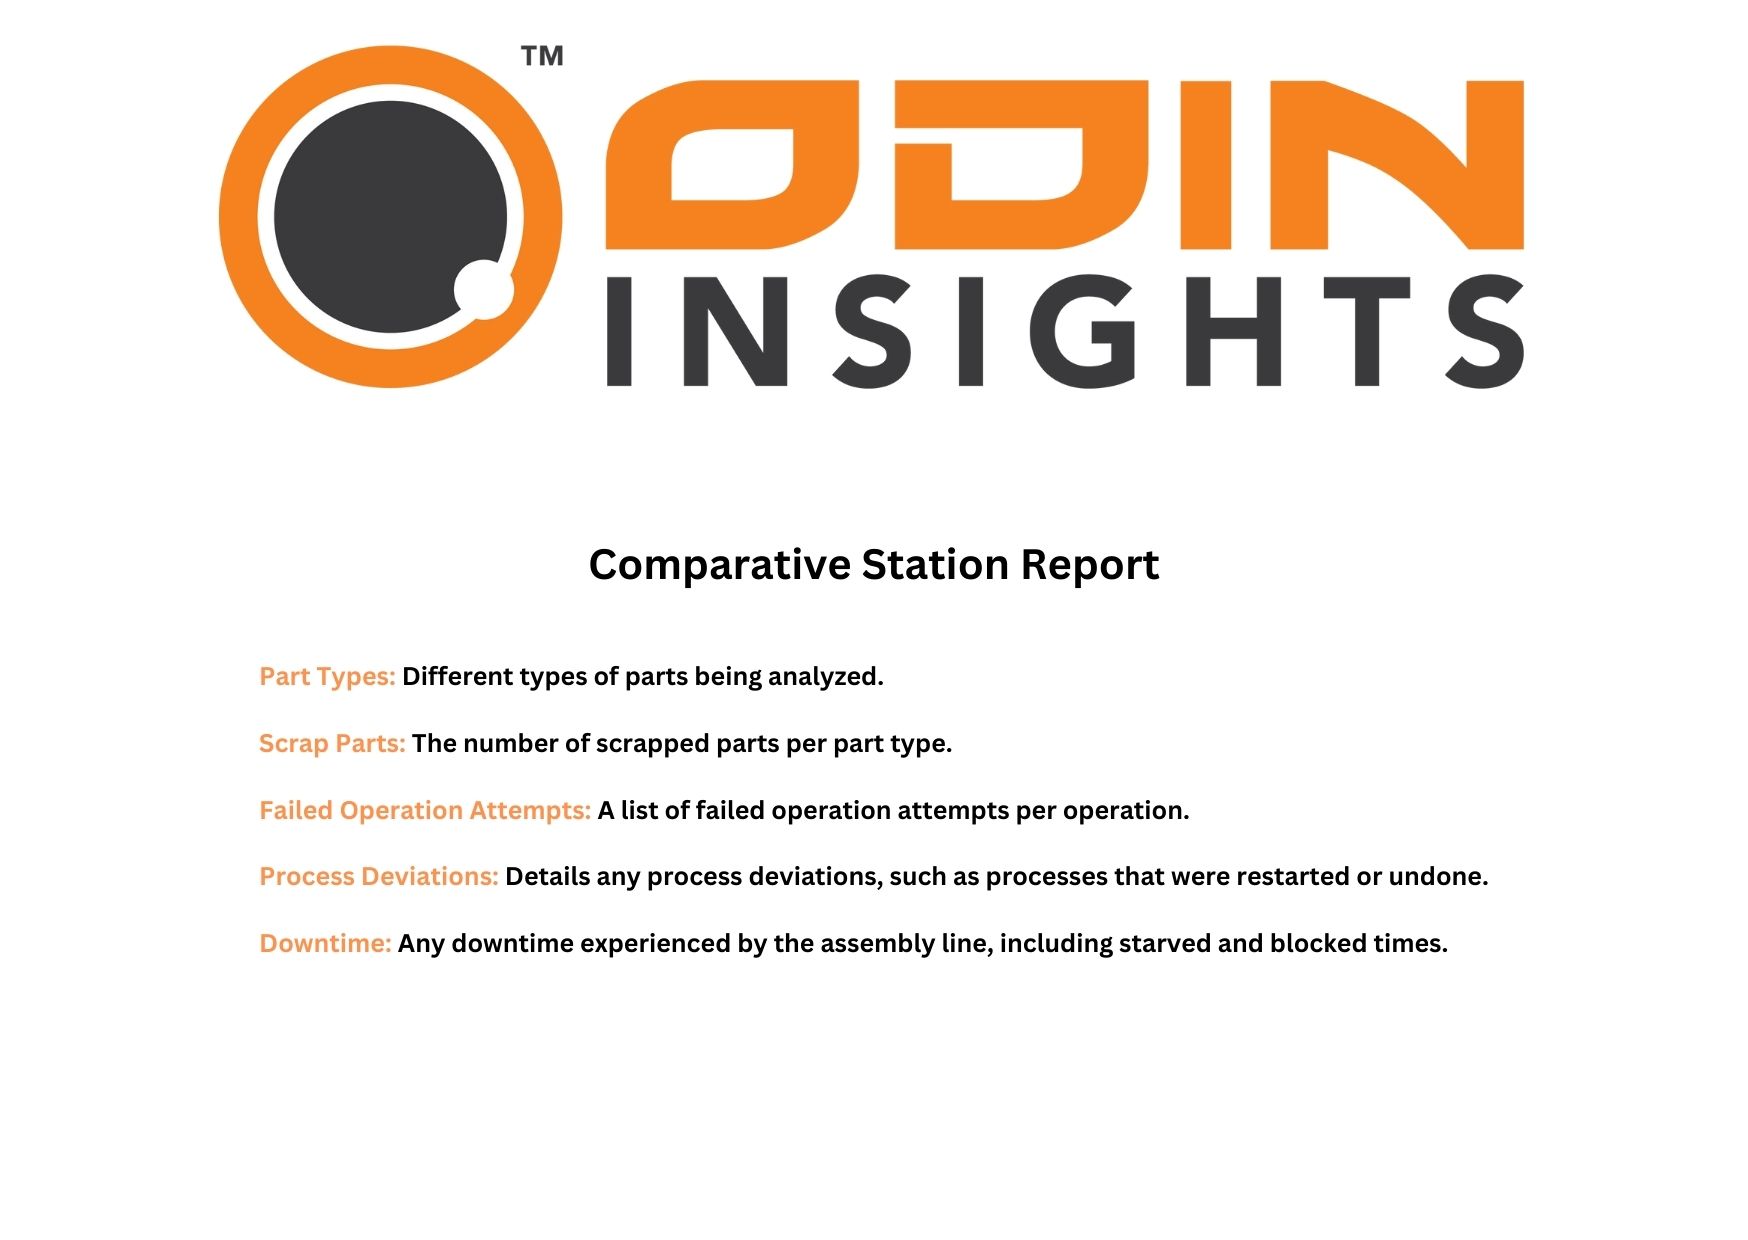 TM
ODIN
INSIGHTS
Comparative Station Report
Part Types: Different types of parts being analyzed.
Scrap Parts: The number of scrapped parts per part type.
Failed Operation Attempts: A list of failed operation attempts per operation.
Process Deviations: Details any process deviations, such as processes that were restarted or undone.
Downtime: Any downtime experienced by the assembly line, including starved and blocked times.